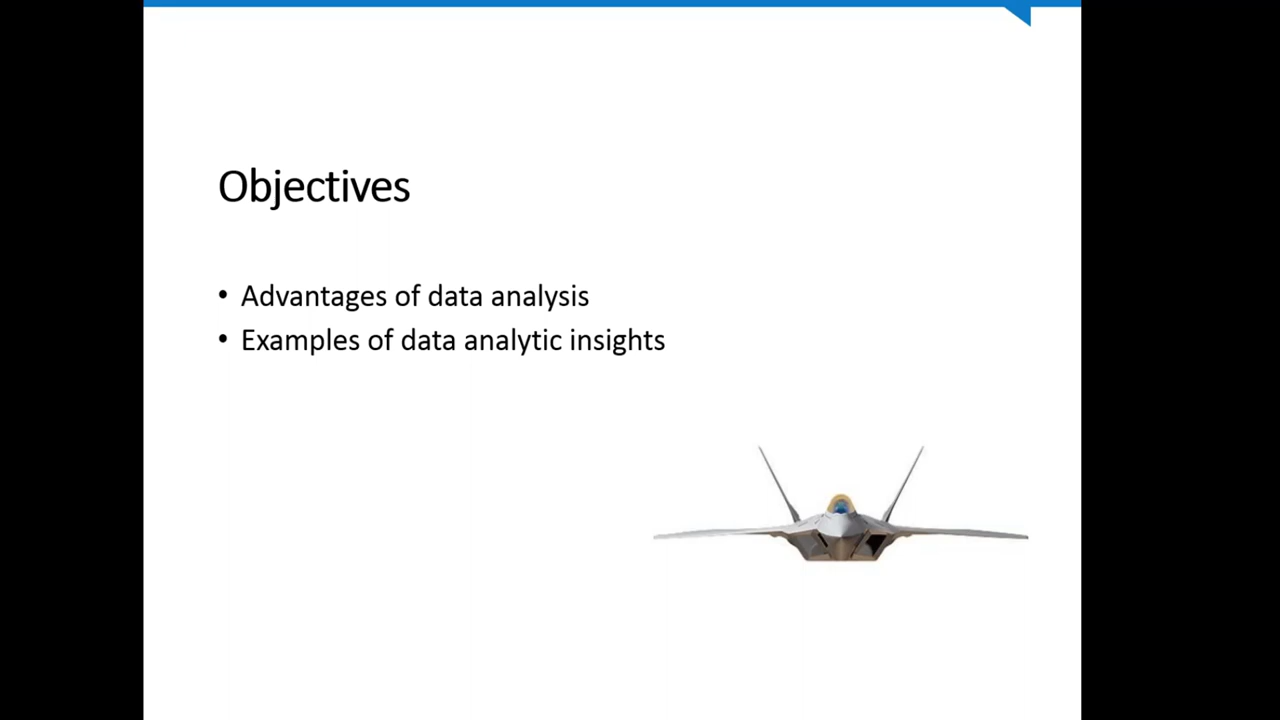 Objectives
• Advantages of data analysis
• Examples of data analytic insights